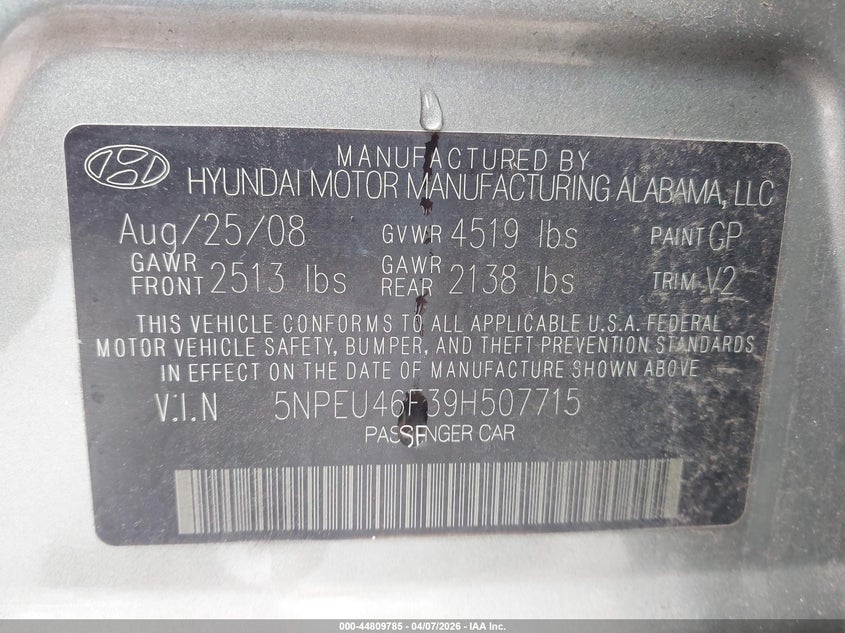 MANUFACTURED BY
HYUNDAI MOTOR MANUFACTURING ALABAMA, LLC
Aug/25/08 GVWR 4519 lbs PAINT GP
GAWR FRONT 2513 lbs GAWR REAR 2138 lbs TRIM V2
THIS VEHICLE CONFORMS TO ALL APPLICABLE U.S.A. FEDERAL
MOTOR VEHICLE SAFETY, BUMPER, AND THEFT PREVENTION STANDARDS
IN EFFECT ON THE DATE OF MANUFACTURE SHOWN ABOVE
V.I.N 5NPEU46F39H507715
PASSENGER CAR
000-44809785 - 04/07/2026 - IAA Inc.